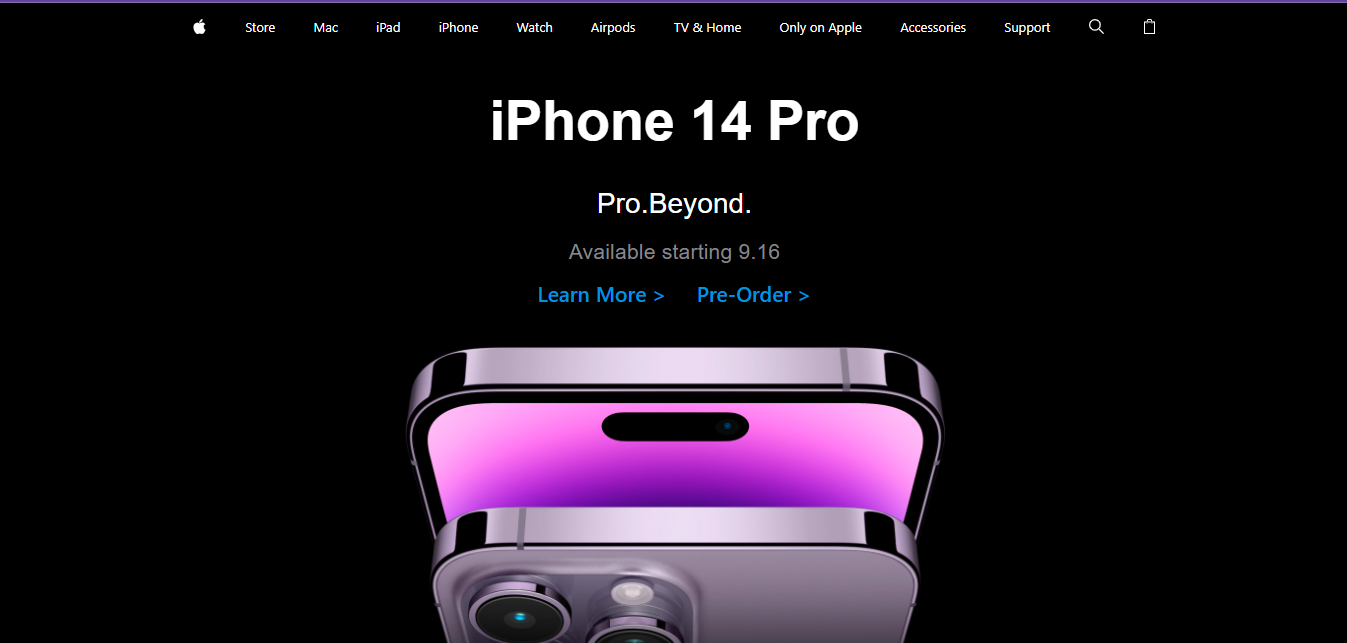 Store Mac iPad iPhone Watch Airpods TV & Home Only on Apple Accessories Support
iPhone 14 Pro
Pro.Beyond.
Available starting 9.16
Learn More > Pre-Order >